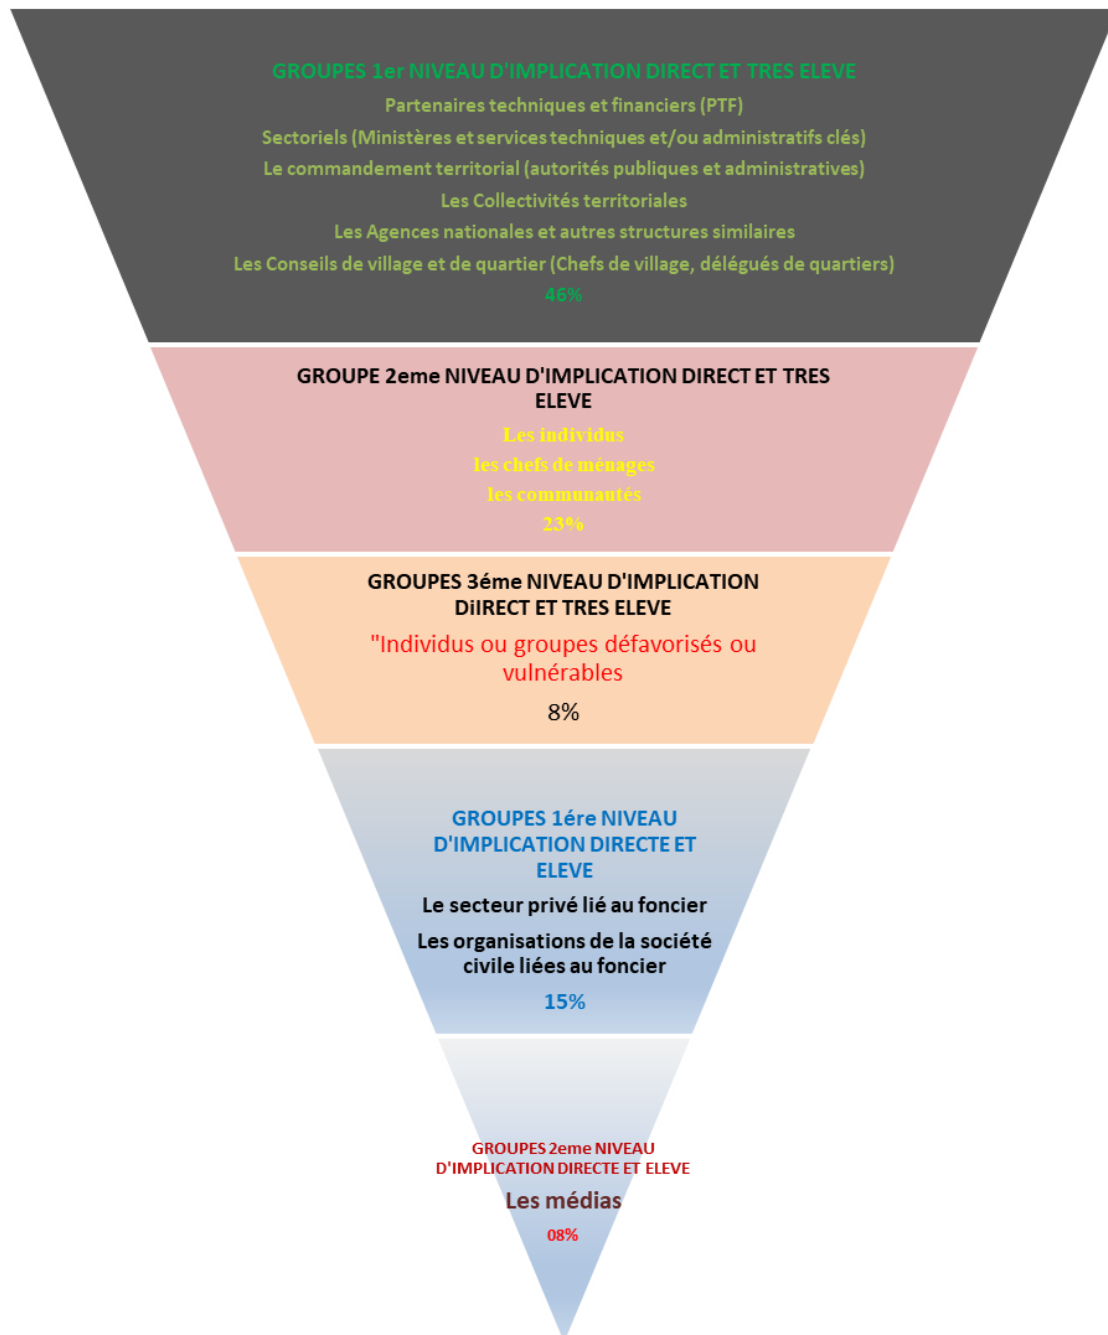 GROUPES 1er NIVEAU D'IMPLICATION DIRECT ET TRES ELEVE
Partenaires techniques et financiers (PTF)
Sectoriels (Ministères et services techniques et/ou administratifs clés)
Le commandement territorial (autorités publiques et administratives)
Les Collectivités territoriales
Les Agences nationales et autres structures similaires
Les Conseils de village et de quartier (Chefs de village, délégués de quartiers)
46%
GROUPE 2eme NIVEAU D'IMPLICATION DIRECT ET TRES
ELEVE
Les individus
les chefs de ménages
les communautés
23%
GROUPES 3éme NIVEAU D'IMPLICATION
DiIRECT ET TRES ELEVE
"Individus ou groupes défavorisés ou
vulnérables
8%
GROUPES 1ére NIVEAU
D'IMPLICATION DIRECTE ET
ELEVE
Le secteur privé lié au foncier
Les organisations de la société
civile liées au foncier
15%
GROUPES 2eme NIVEAU
D'IMPLICATION DIRECTE ET ELEVE
Les médias
08%